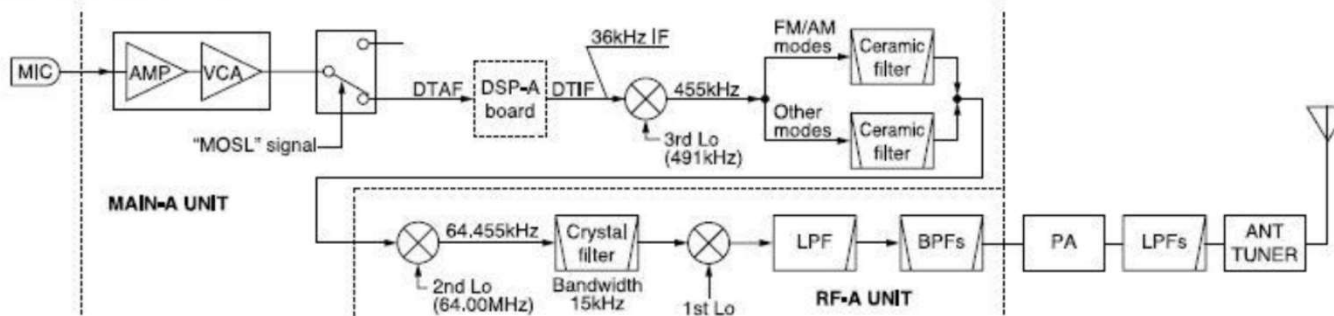 MIC
AMP
VCA
"MOSL" signal
DTAF
DSP-A
board
DTIF
36kHz IF
3rd Lo
(491kHz)
455kHz
FM/AM
modes
Ceramic
filter
Other
modes
Ceramic
filter
MAIN-A UNIT
2nd Lo
(64.00MHz)
64.455kHz
Crystal
filter
Bandwidth
15kHz
1st Lo
LPF
BPFs
RF-A UNIT
PA
LPFs
ANT
TUNER